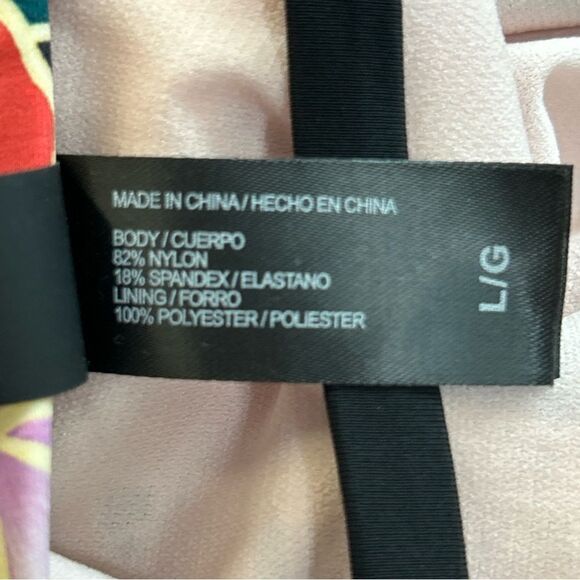 MADE IN CHINA / HECHO EN CHINA
BODY / CUERPO
82% NYLON
18% SPANDEX / ELASTANO
LINING / FORRO
100% POLYESTER / POLIESTER
L/G